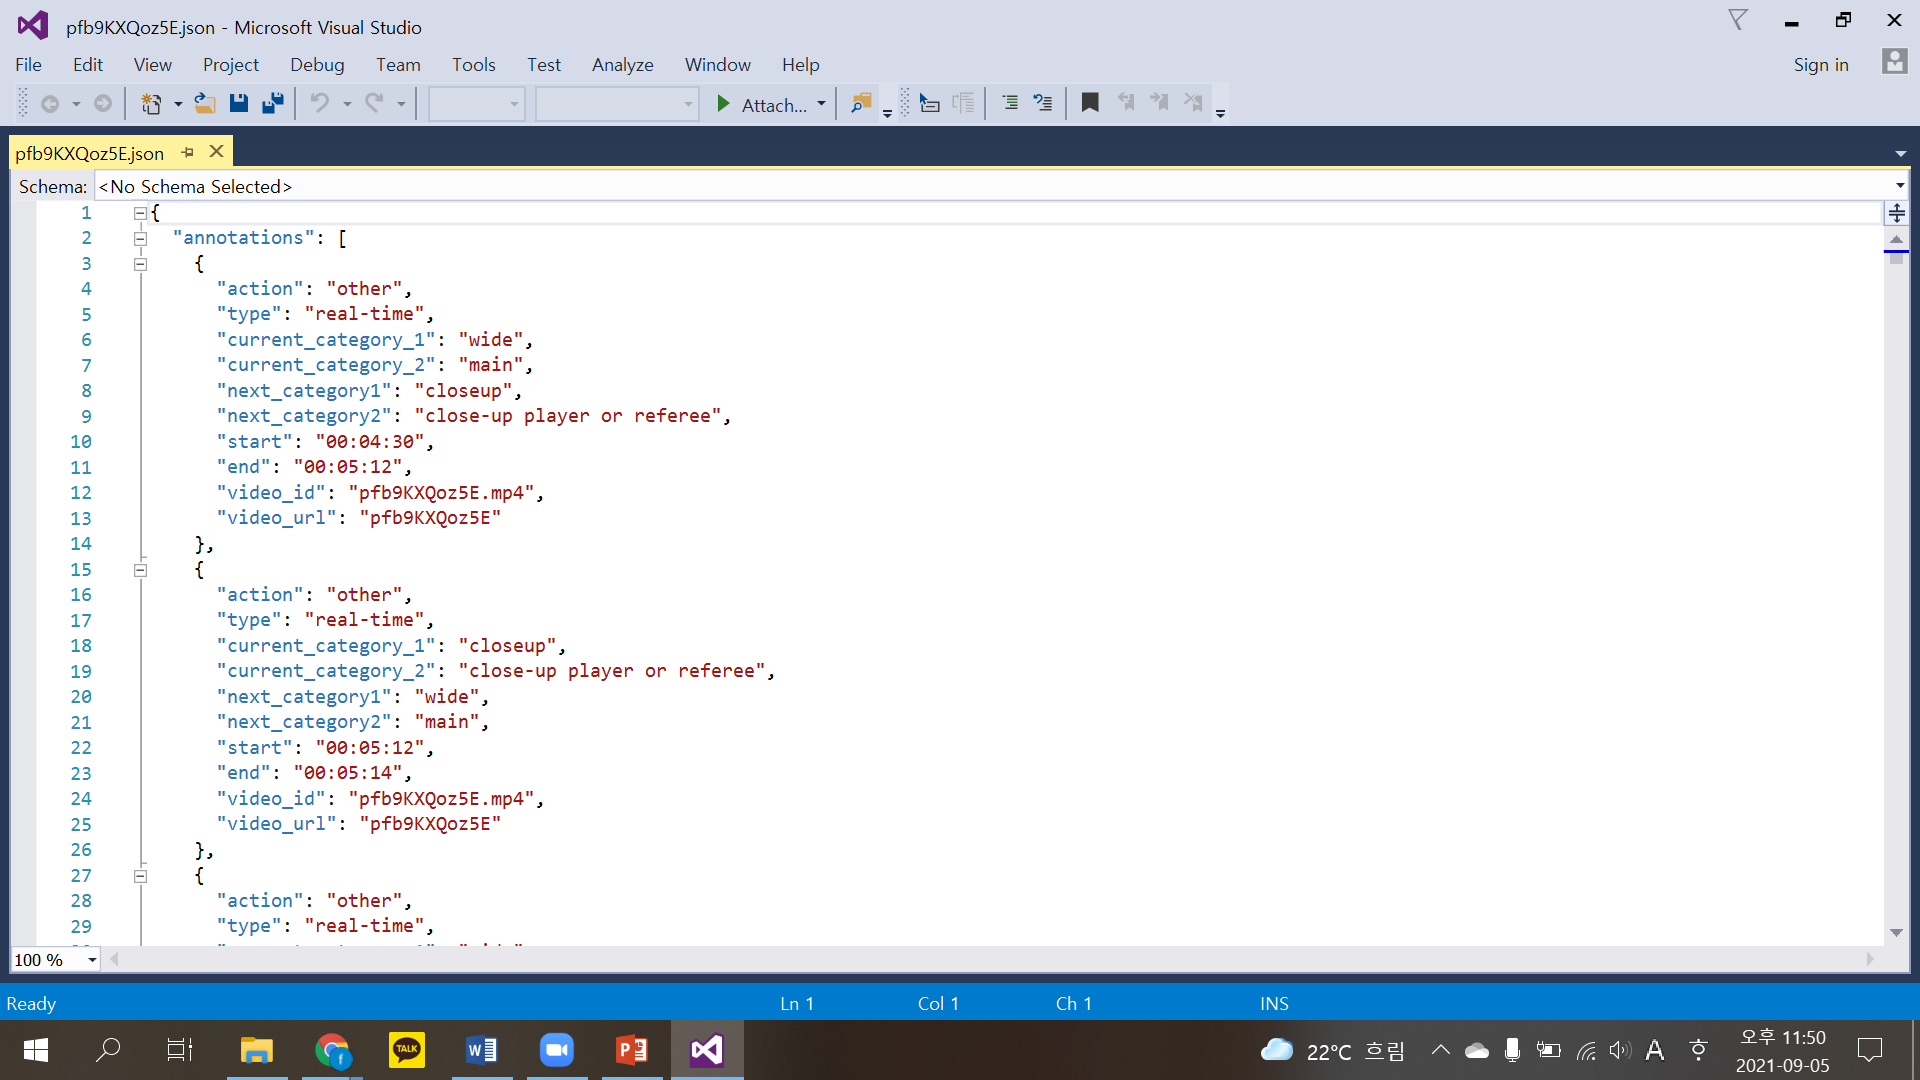 pfb9KXQoz5E.json - Microsoft Visual Studio
File Edit View Project Debug Team Tools Test Analyze Window Help
Sign in
Attach...
pfb9KXQoz5E.json
Schema: <No Schema Selected>
1 {
2 "annotations": [
3 {
4 "action": "other",
5 "type": "real-time",
6 "current_category_1": "wide",
7 "current_category_2": "main",
8 "next_category1": "closeup",
9 "next_category2": "close-up player or referee",
10 "start": "00:04:30",
11 "end": "00:05:12",
12 "video_id": "pfb9KXQoz5E.mp4",
13 "video_url": "pfb9KXQoz5E"
14 },
15 {
16 "action": "other",
17 "type": "real-time",
18 "current_category_1": "closeup",
19 "current_category_2": "close-up player or referee",
20 "next_category1": "wide",
21 "next_category2": "main",
22 "start": "00:05:12",
23 "end": "00:05:14",
24 "video_id": "pfb9KXQoz5E.mp4",
25 "video_url": "pfb9KXQoz5E"
26 },
27 {
28 "action": "other",
29 "type": "real-time",
100 %
Ready Ln 1 Col 1 Ch 1 INS
TALK
22°C 흐림
A
오후 11:50
2021-09-05